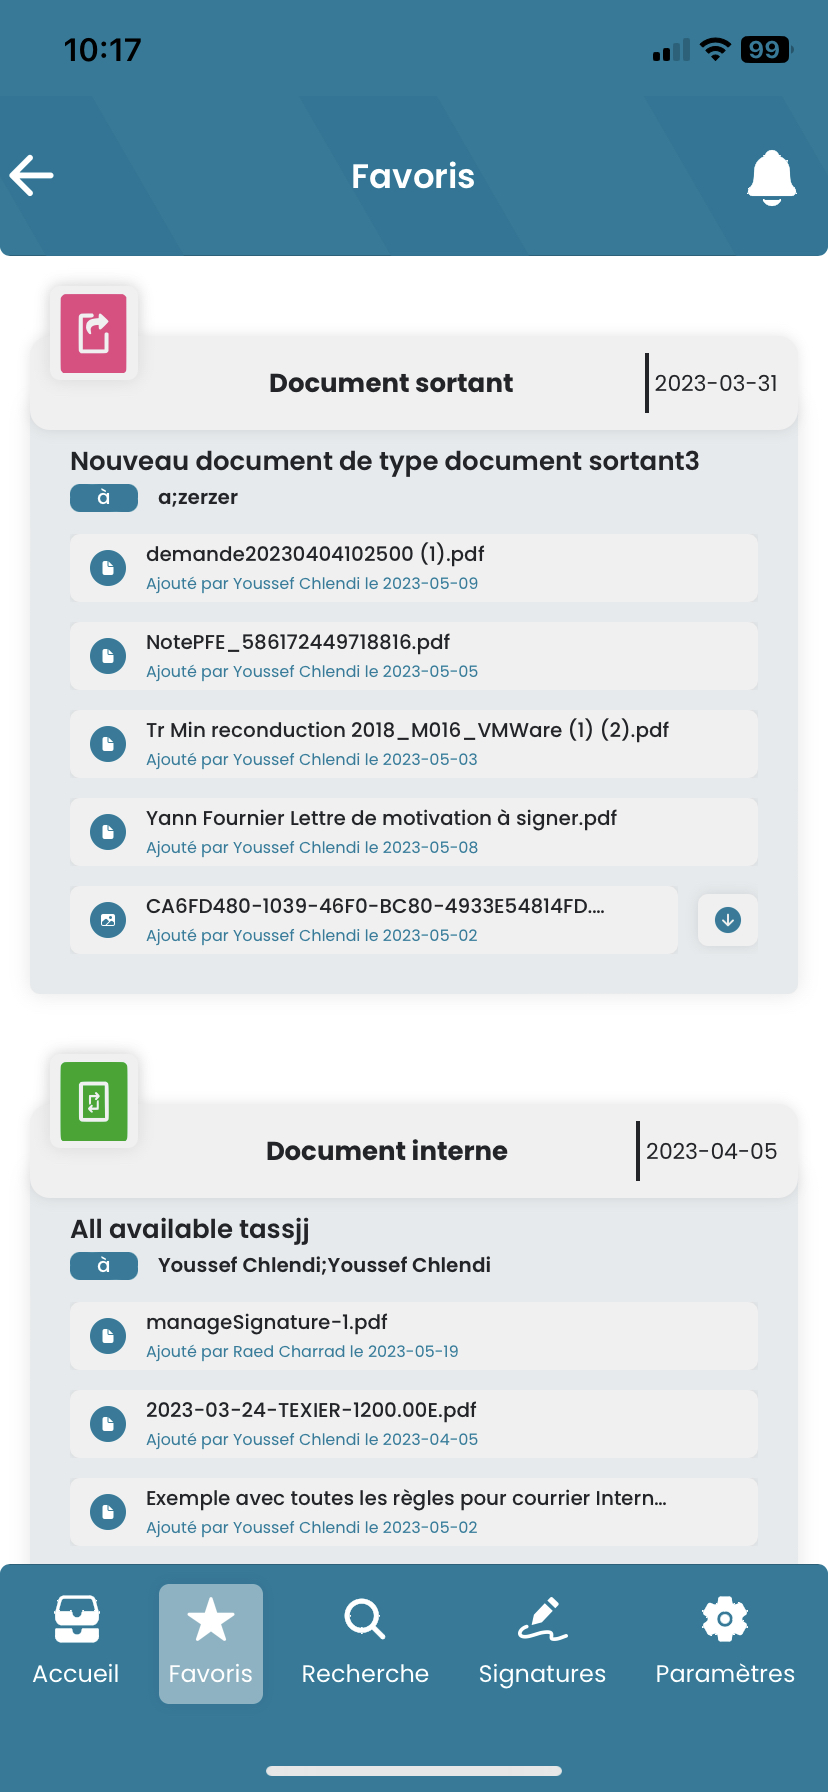 10:17
99
Favoris
Document sortant
2023-03-31
Nouveau document de type document sortant3
à a;zerzer
demande20230404102500 (1).pdf
Ajouté par Youssef Chlendi le 2023-05-09
NotePFE_586172449718816.pdf
Ajouté par Youssef Chlendi le 2023-05-05
Tr Min reconduction 2018_M016_VMWare (1) (2).pdf
Ajouté par Youssef Chlendi le 2023-05-03
Yann Fournier Lettre de motivation à signer.pdf
Ajouté par Youssef Chlendi le 2023-05-08
CA6FD480-1039-46F0-BC80-4933E54814FD....
Ajouté par Youssef Chlendi le 2023-05-02
Document interne
2023-04-05
All available tassjj
à Youssef Chlendi;Youssef Chlendi
manageSignature-1.pdf
Ajouté par Raed Charrad le 2023-05-19
2023-03-24-TEXIER-1200.00E.pdf
Ajouté par Youssef Chlendi le 2023-04-05
Exemple avec toutes les règles pour courrier Intern...
Ajouté par Youssef Chlendi le 2023-05-02
Accueil
Favoris
Recherche
Signatures
Paramètres